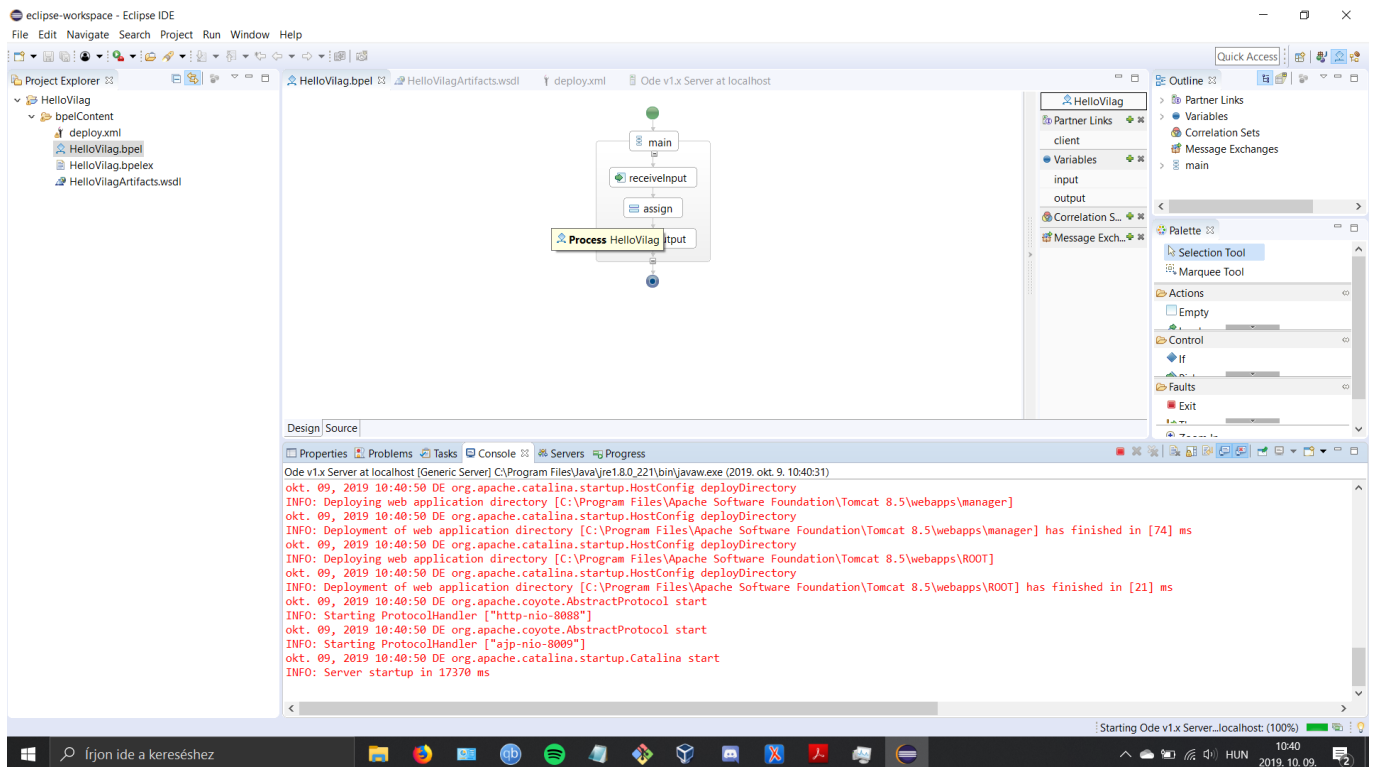 eclipse-workspace - Eclipse IDE
File Edit Navigate Search Project Run Window Help
Quick Access
Project Explorer
HelloVilag
bpelContent
deploy.xml
HelloVilag.bpel
HelloVilag.bpelex
HelloVilagArtifacts.wsdl
HelloVilag.bpel HelloVilagArtifacts.wsdl deploy.xml Ode v1.x Server at localhost
main
receiveInput
assign
Process HelloVilag
Design Source
HelloVilag
Partner Links
client
Variables
input
output
Correlation S...
Message Exch...
Outline
Partner Links
Variables
Correlation Sets
Message Exchanges
main
Palette
Selection Tool
Marquee Tool
Actions
Empty
Control
If
Faults
Exit
Properties Problems Tasks Console Servers Progress
Ode v1.x Server at localhost [Generic Server] C:\Program Files\Java\jre1.8.0_221\bin\javaw.exe (2019. okt. 9. 10:40:31)
okt. 09, 2019 10:40:50 DE org.apache.catalina.startup.HostConfig deployDirectory
INFO: Deploying web application directory [C:\Program Files\Apache Software Foundation\Tomcat 8.5\webapps\manager]
okt. 09, 2019 10:40:50 DE org.apache.catalina.startup.HostConfig deployDirectory
INFO: Deployment of web application directory [C:\Program Files\Apache Software Foundation\Tomcat 8.5\webapps\manager] has finished in [74] ms
okt. 09, 2019 10:40:50 DE org.apache.catalina.startup.HostConfig deployDirectory
INFO: Deploying web application directory [C:\Program Files\Apache Software Foundation\Tomcat 8.5\webapps\ROOT]
okt. 09, 2019 10:40:50 DE org.apache.catalina.startup.HostConfig deployDirectory
INFO: Deployment of web application directory [C:\Program Files\Apache Software Foundation\Tomcat 8.5\webapps\ROOT] has finished in [21] ms
okt. 09, 2019 10:40:50 DE org.apache.coyote.AbstractProtocol start
INFO: Starting ProtocolHandler ["http-nio-8088"]
okt. 09, 2019 10:40:50 DE org.apache.coyote.AbstractProtocol start
INFO: Starting ProtocolHandler ["ajp-nio-8009"]
okt. 09, 2019 10:40:50 DE org.apache.catalina.startup.Catalina start
INFO: Server startup in 17370 ms
Starting Ode v1.x Server...localhost: (100%)
Írjon ide a kereséshez
qb
HUN
10:40
2019. 10. 09.
2